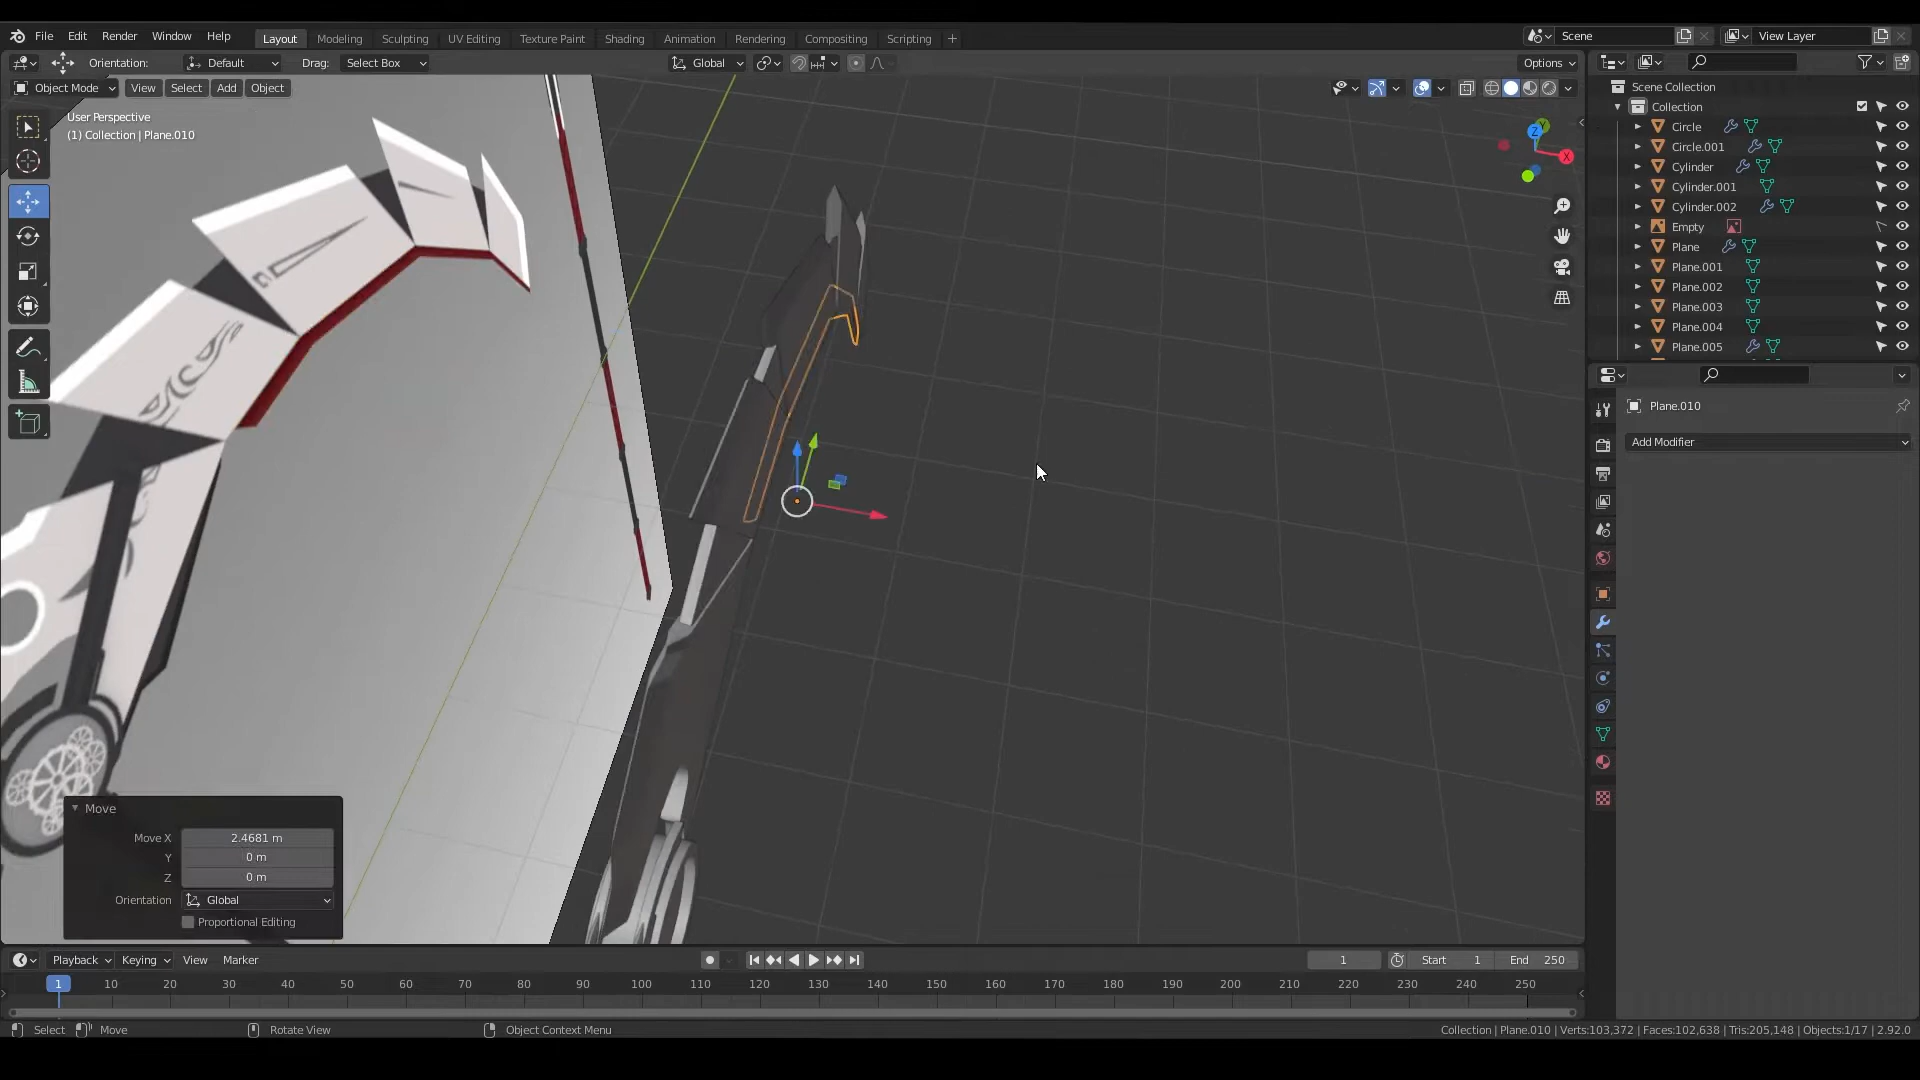 File Edit Render Window Help Layout Modeling Sculpting UV Editing Texture Paint Shading Animation Rendering Compositing Scripting + Scene View Layer
Orientation: Default Drag: Select Box Global Options
Object Mode View Select Add Object
User Perspective
(1) Collection | Plane.010
Z
Y
X
Scene Collection
Collection
Circle
Circle.001
Cylinder
Cylinder.001
Cylinder.002
Empty
Plane
Plane.001
Plane.002
Plane.003
Plane.004
Plane.005
Plane.010
Add Modifier
Move
Move X 2.4681 m
Y 0 m
Z 0 m
Orientation Global
Proportional Editing
Playback Keying View Marker 1 Start 1 End 250
1 10 20 30 40 50 60 70 80 90 100 110 120 130 140 150 160 170 180 190 200 210 220 230 240 250
Select Move Rotate View Object Context Menu Collection | Plane.010 | Verts:103,372 | Faces:102,638 | Tris:205,148 | Objects:1/17 | 2.92.0